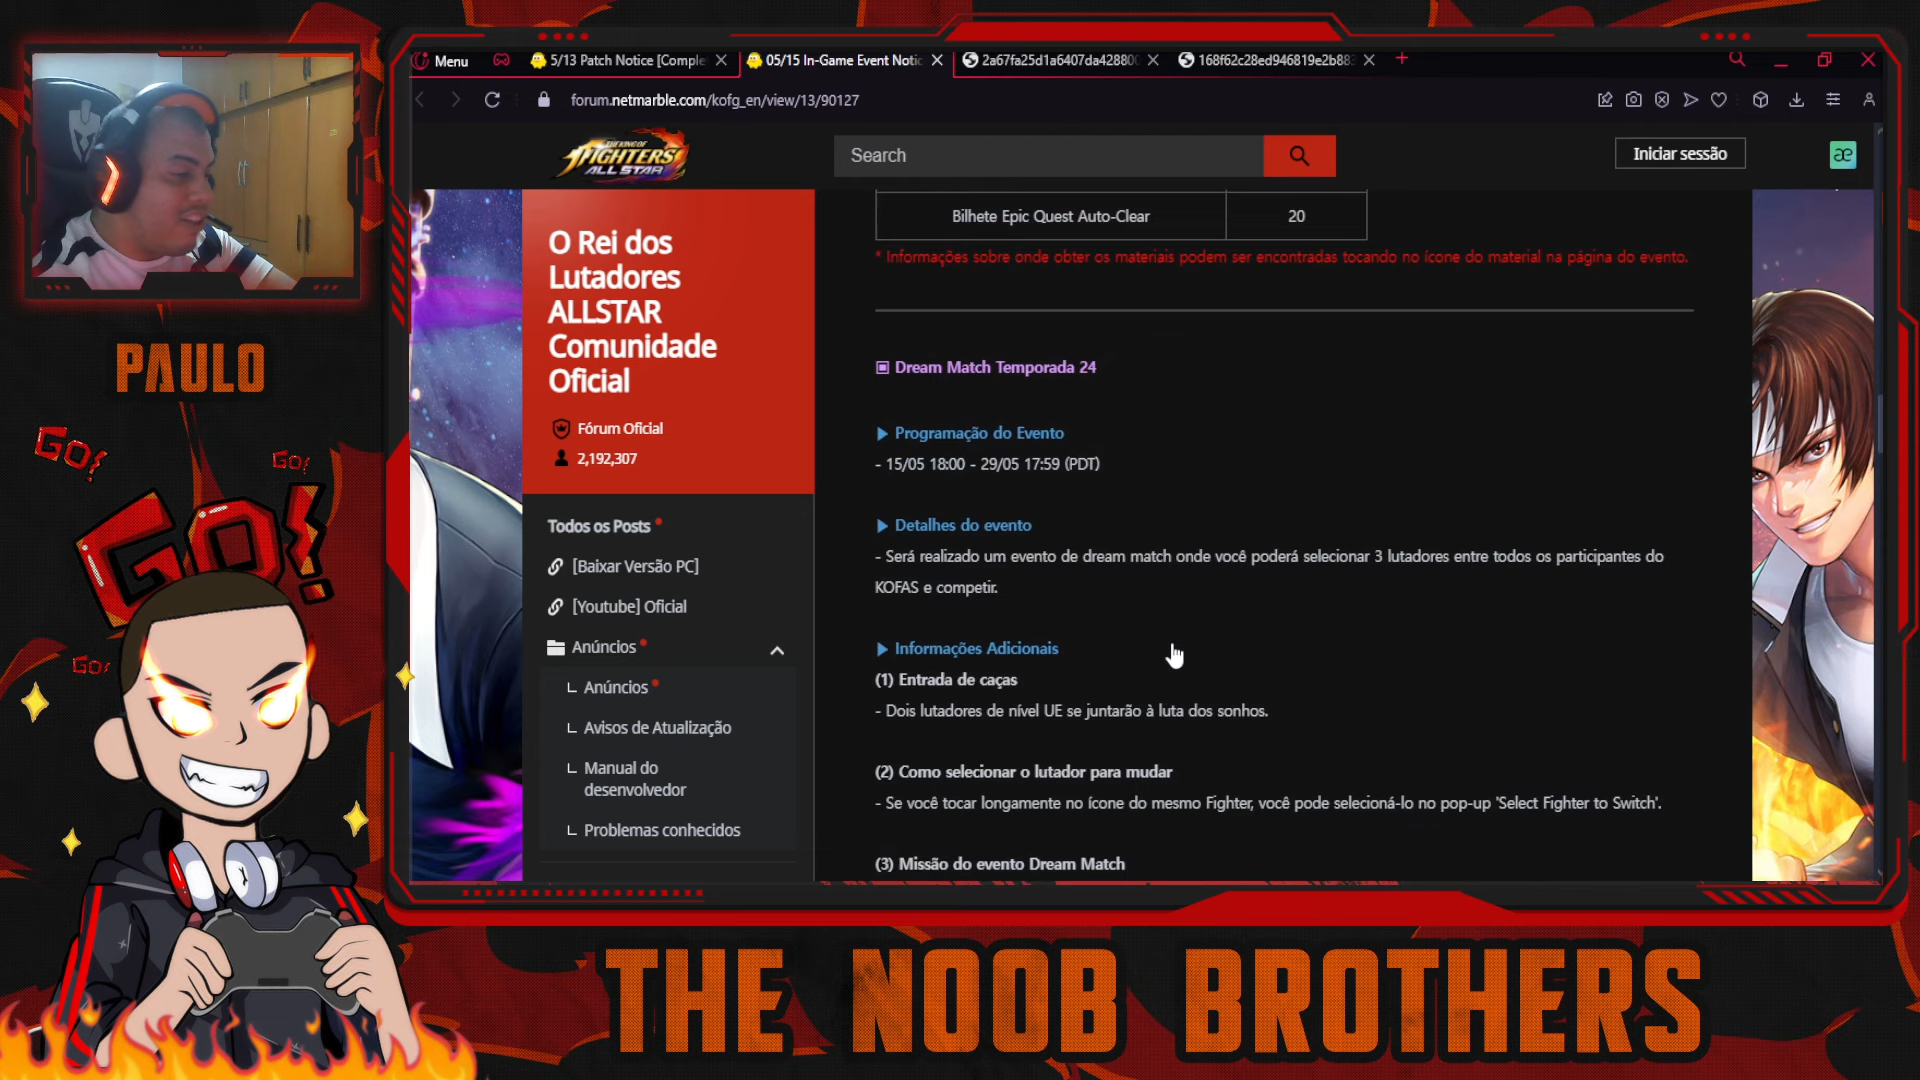 Menu
5/13 Patch Notice [Comple
05/15 In-Game Event Notic
2a67fa25d1a6407da428800
168f62c28ed946819e2b883
forum.netmarble.com/kofg_en/view/13/90127
THE KING OF
FIGHTERS
ALL STAR
Search
Iniciar sessão
æ
PAULO
GO!
GO!
GO!
GO!
O Rei dos
Lutadores
ALLSTAR
Comunidade
Oficial
Fórum Oficial
2,192,307
Todos os Posts
[Baixar Versão PC]
[Youtube] Oficial
Anúncios
Anúncios
Avisos de Atualização
Manual do
desenvolvedor
Problemas conhecidos
Bilhete Epic Quest Auto-Clear 20
* Informações sobre onde obter os materiais podem ser encontradas tocando no ícone do material na página do evento.
▣ Dream Match Temporada 24
▶ Programação do Evento
- 15/05 18:00 - 29/05 17:59 (PDT)
▶ Detalhes do evento
- Será realizado um evento de dream match onde você poderá selecionar 3 lutadores entre todos os participantes do
KOFAS e competir.
▶ Informações Adicionais
(1) Entrada de caças
- Dois lutadores de nível UE se juntarão à luta dos sonhos.
(2) Como selecionar o lutador para mudar
- Se você tocar longamente no ícone do mesmo Fighter, você pode selecioná-lo no pop-up 'Select Fighter to Switch'.
(3) Missão do evento Dream Match
THE NOOB BROTHERS